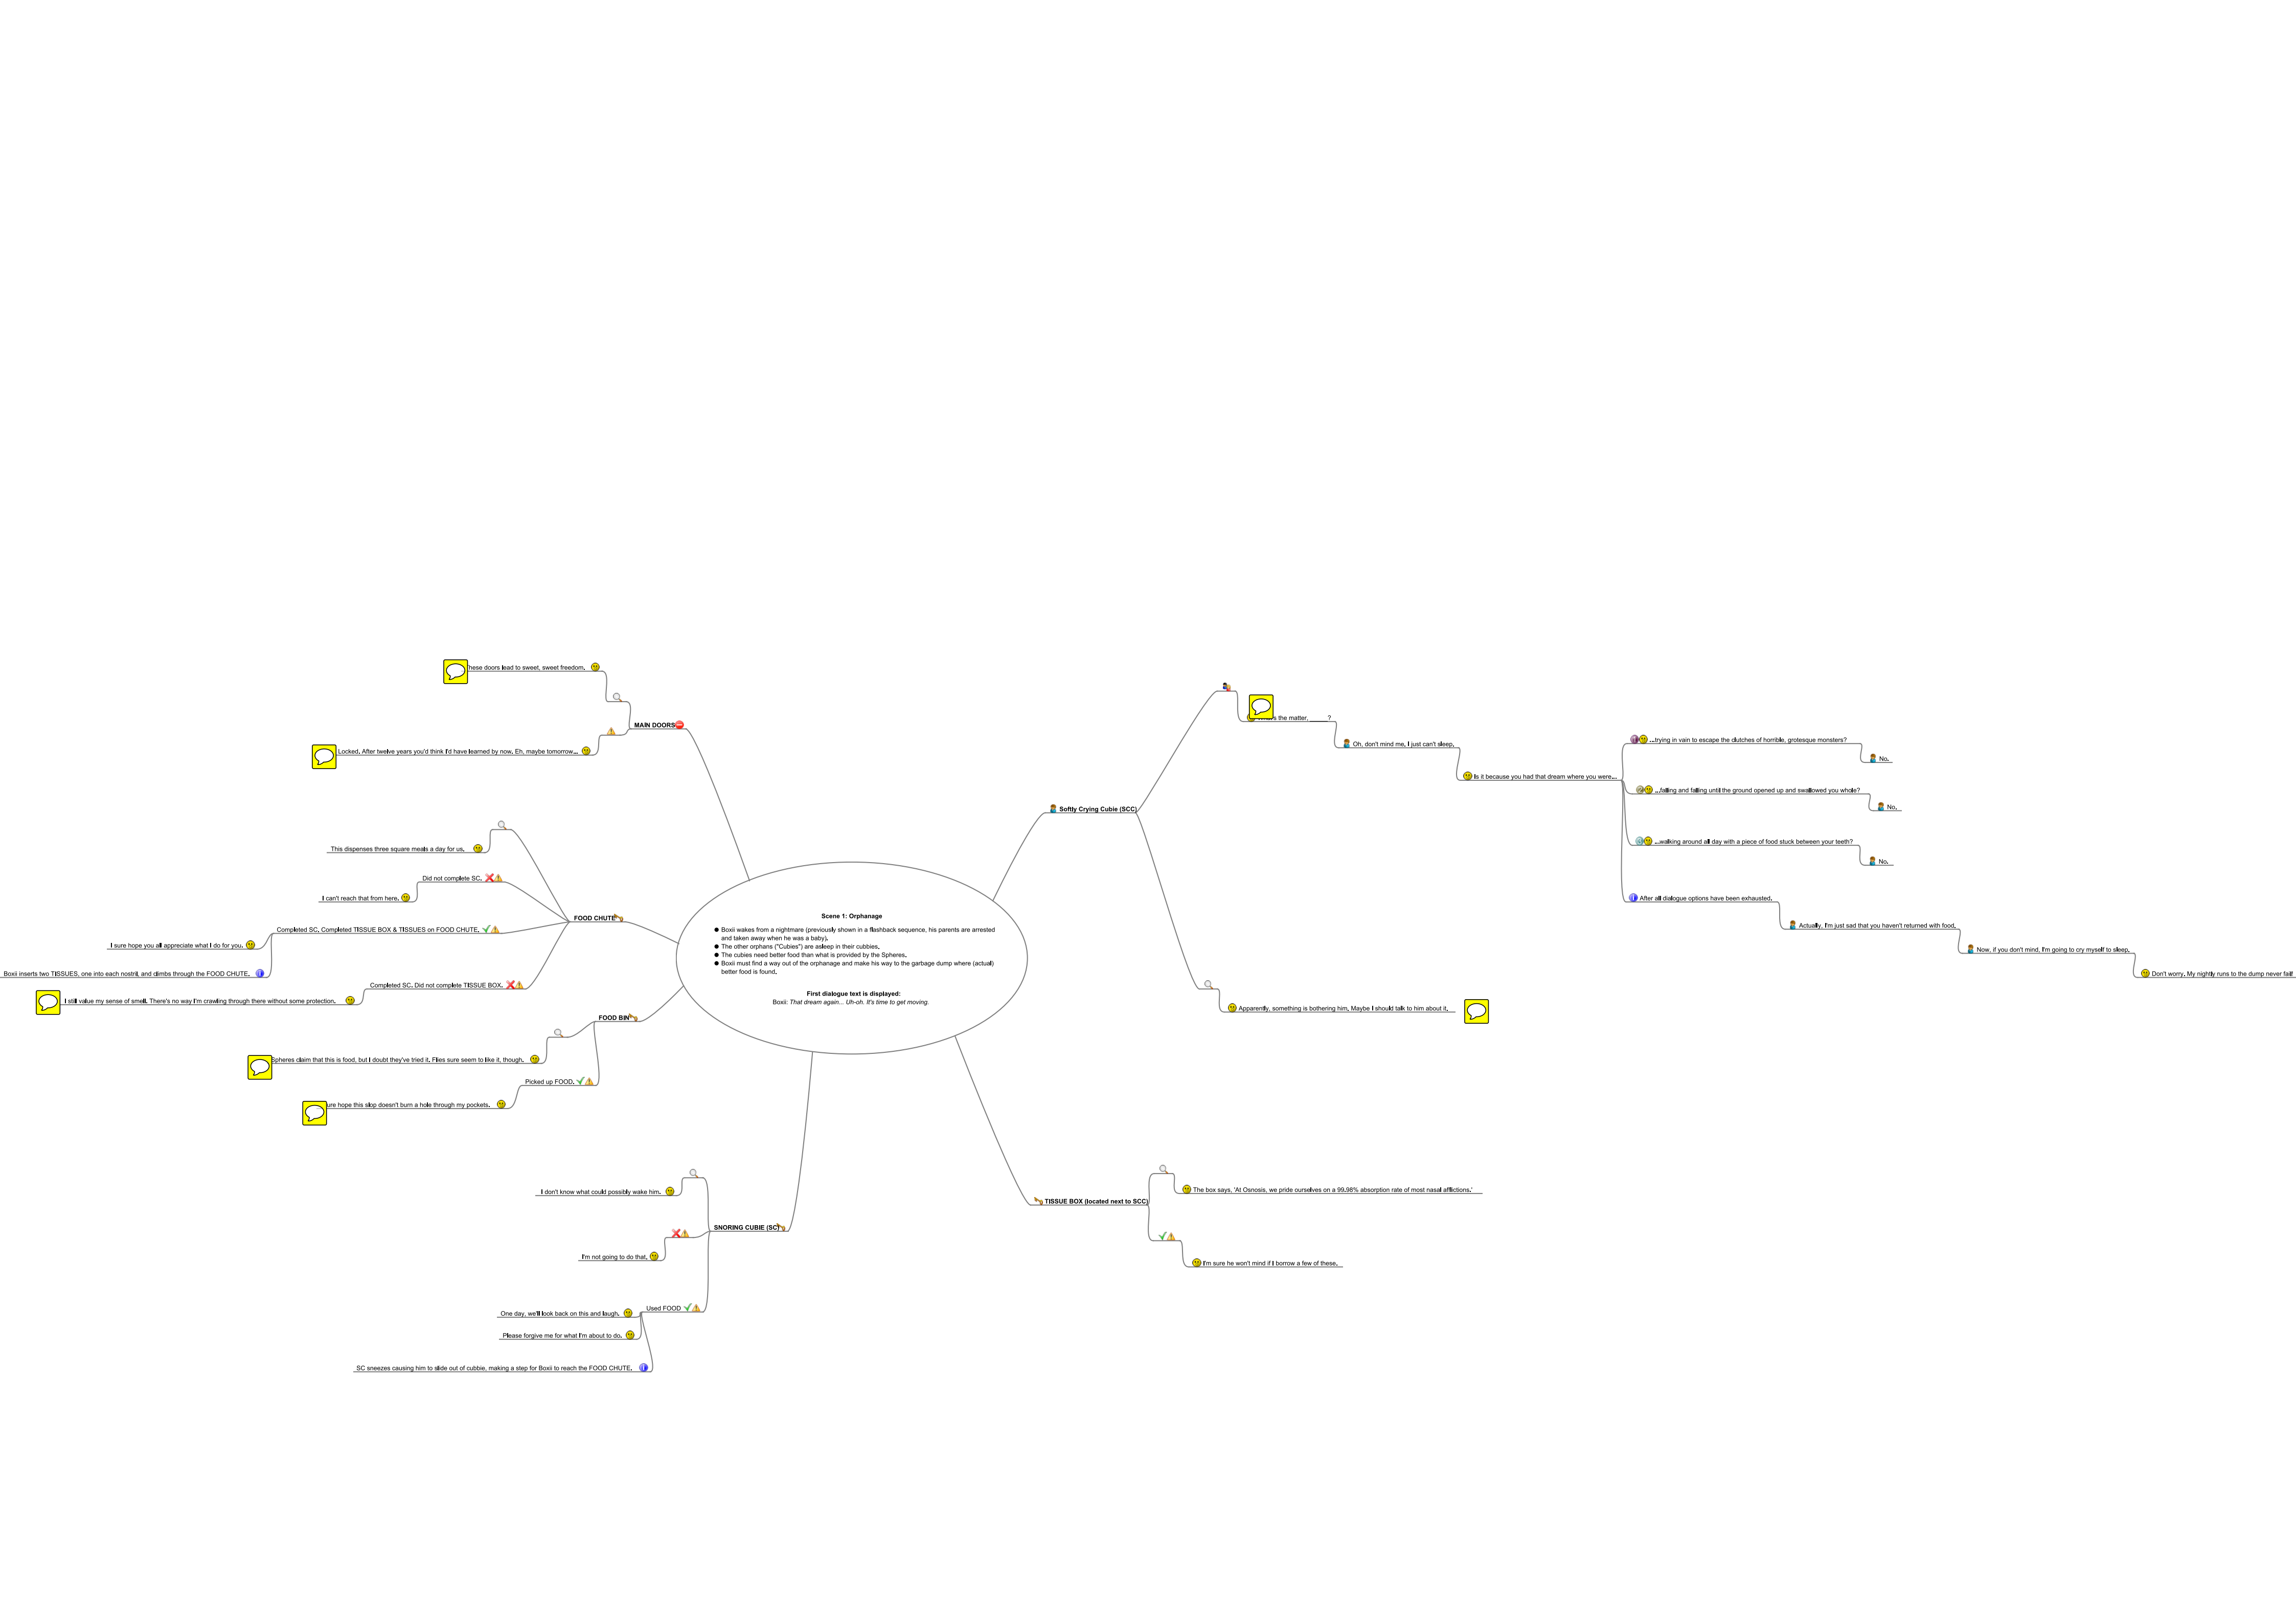 Scene 1: Orphanage
Boxii wakes from a nightmare (previously shown in a flashback sequence, his parents are arrested
and taken away when he was a baby).
The other orphans ("Cubies") are asleep in their cubbies.
The cubies need better food than what is provided by the Spheres.
Boxii must find a way out of the orphanage and make his way to the garbage dump where (actual)
better food is found.
First dialogue text is displayed:
Boxii: That dream again... Uh-oh. It's time to get moving.
MAIN DOORS
hese doors lead to sweet, sweet freedom.
Locked. After twelve years you'd think I'd have learned by now. Eh, maybe tomorrow...
FOOD CHUTE
This dispenses three square meals a day for us.
Did not complete SC.
I can't reach that from here.
Completed SC. Completed TISSUE BOX & TISSUES on FOOD CHUTE.
I sure hope you all appreciate what I do for you.
Boxii inserts two TISSUES, one into each nostril, and climbs through the FOOD CHUTE.
Completed SC. Did not complete TISSUE BOX.
I still value my sense of smell. There's no way I'm crawling through there without some protection.
FOOD BIN
Spheres claim that this is food, but I doubt they've tried it. Flies sure seem to like it, though.
Picked up FOOD.
ure hope this slop doesn't burn a hole through my pockets.
SNORING CUBIE (SC)
I don't know what could possibly wake him.
I'm not going to do that.
Used FOOD
One day, we'll look back on this and laugh.
Please forgive me for what I'm about to do.
SC sneezes causing him to slide out of cubbie, making a step for Boxii to reach the FOOD CHUTE.
Softly Crying Cubie (SCC)
s the matter, _____?
Oh, don't mind me, I just can't sleep.
Is it because you had that dream where you were...
...trying in vain to escape the clutches of horrible, grotesque monsters?
No.
...falling and falling until the ground opened up and swallowed you whole?
No.
...walking around all day with a piece of food stuck between your teeth?
No.
After all dialogue options have been exhausted.
Actually, I'm just sad that you haven't returned with food.
Now, if you don't mind, I'm going to cry myself to sleep.
Don't worry. My nightly runs to the dump never fail!
Apparently, something is bothering him. Maybe I should talk to him about it.
TISSUE BOX (located next to SCC)
The box says, 'At Osnosis, we pride ourselves on a 99.98% absorption rate of most nasal afflictions.'
I'm sure he won't mind if I borrow a few of these.